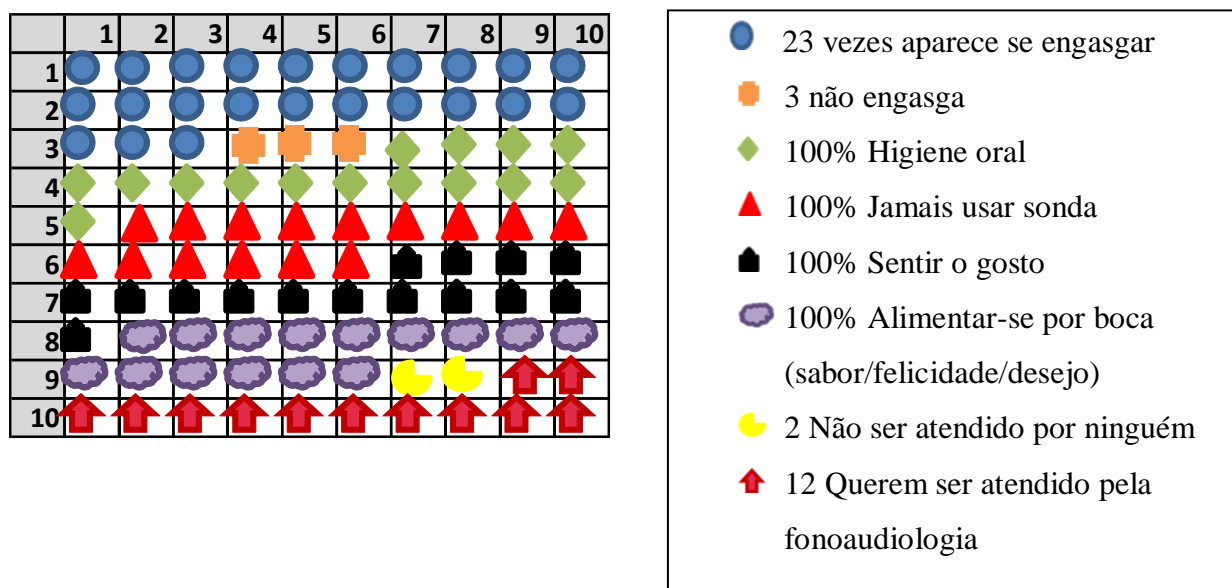 1 2 3 4 5 6 7 8 9 10
1
2
3
4
5
6
7
8
9
10
23 vezes aparece se engasgar
3 não engasga
100% Higiene oral
100% Jamais usar sonda
100% Sentir o gosto
100% Alimentar-se por boca
(sabor/felicidade/desejo)
2 Não ser atendido por ninguém
12 Querem ser atendido pela
fonoaudiologia